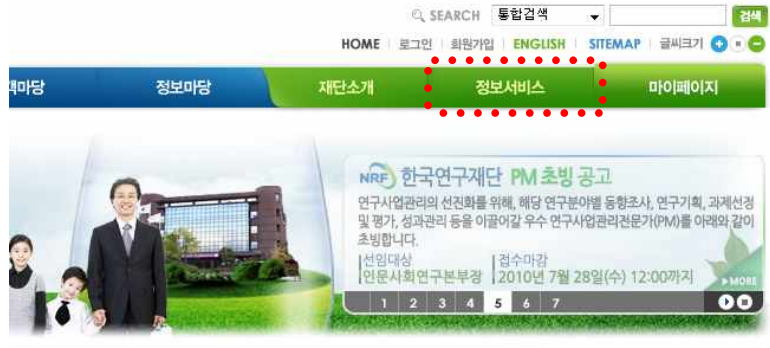 SEARCH 통합검색 검색
HOME 로그인 회원가입 ENGLISH SITEMAP 글씨크기
정보마당 재단소개 정보서비스 마이페이지
NRF 한국연구재단 PM 초빙 공고
연구사업관리의 선진화를 위해, 해당 연구분야별 동향조사, 연구기획, 과제선정
및 평가, 성과관리 등을 이끌어갈 우수 연구사업관리전문가(PM)를 아래와 같이
초빙합니다.
선임대상 접수마감
인문사회연구본부장 2010년 7월 28일(수) 12:00까지
MORE
1 2 3 4 5 6 7